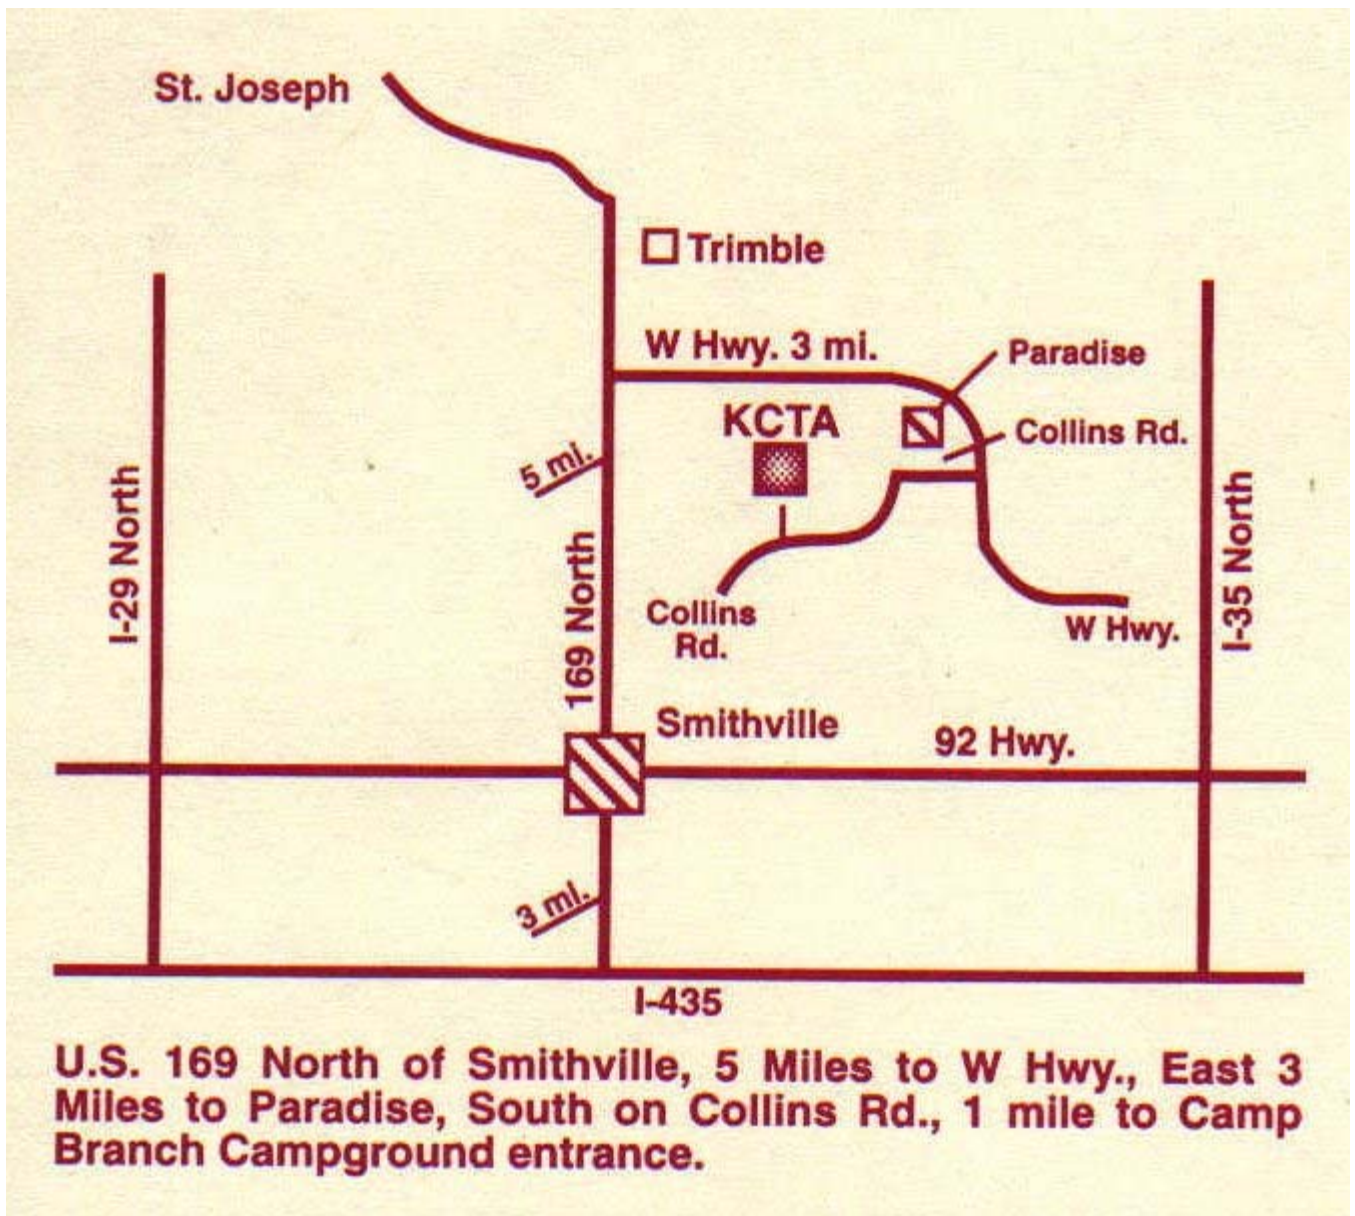 St. Joseph
Trimble
W Hwy. 3 mi.
Paradise
KCTA
Collins Rd.
5 mi.
I-29 North
169 North
I-35 North
Collins
Rd.
W Hwy.
Smithville
92 Hwy.
3 mi.
I-435
U.S. 169 North of Smithville, 5 Miles to W Hwy., East 3
Miles to Paradise, South on Collins Rd., 1 mile to Camp
Branch Campground entrance.